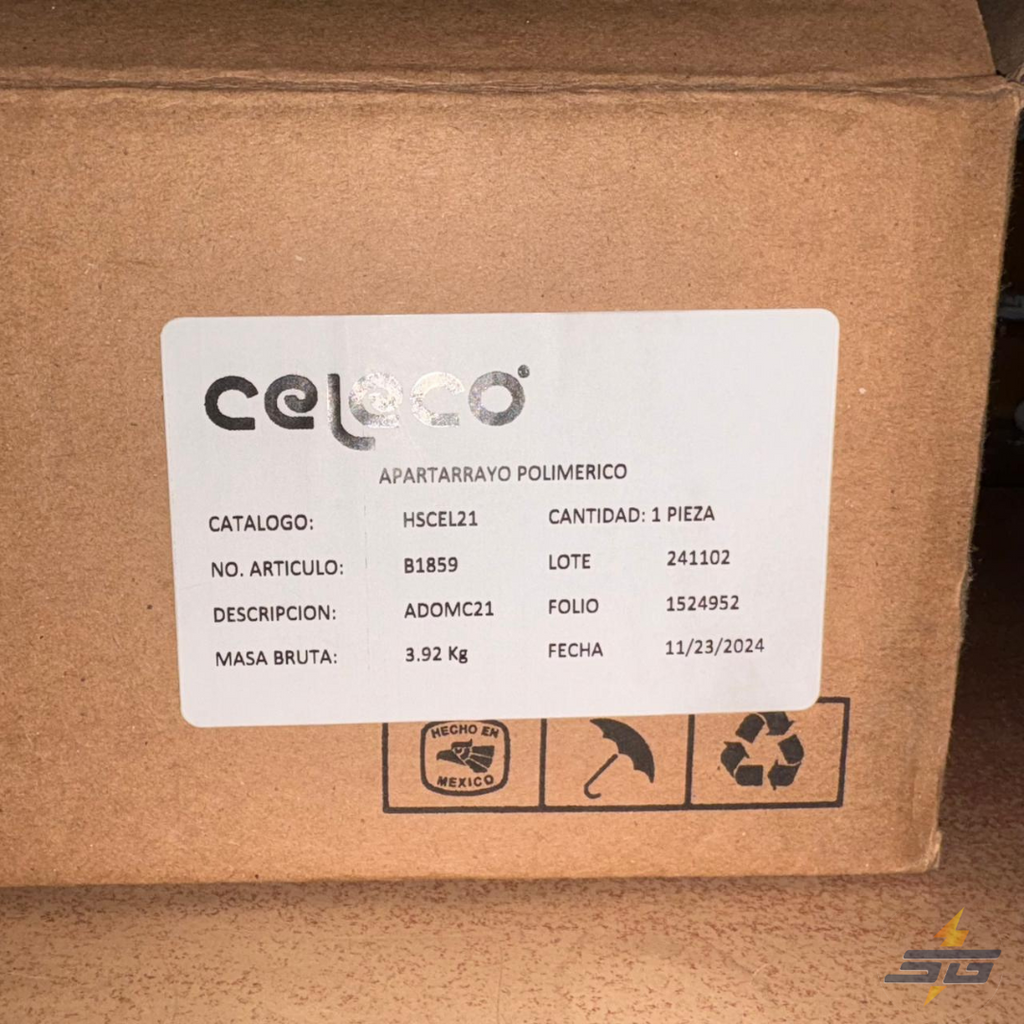 celeco
APARTARRAYO POLIMERICO
CATALOGO: HSCEL21 CANTIDAD: 1 PIEZA
NO. ARTICULO: B1859 LOTE 241102
DESCRIPCION: ADOMC21 FOLIO 1524952
MASA BRUTA: 3.92 Kg FECHA 11/23/2024
HECHO EN
MEXICO
SG